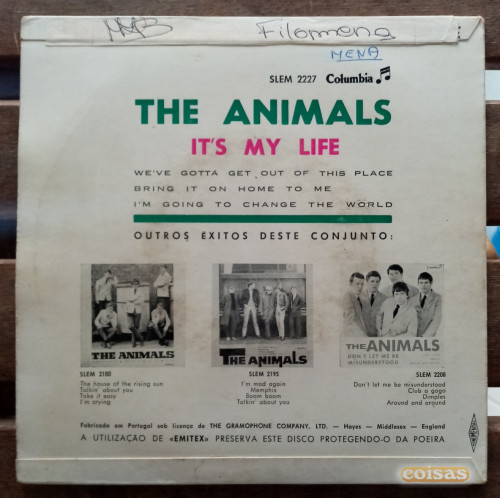 MMB
Filomena
MENA
SLEM 2227 Columbia
THE ANIMALS
IT'S MY LIFE
WE'VE GOTTA GET OUT OF THIS PLACE
BRING IT ON HOME TO ME
I'M GOING TO CHANGE THE WORLD
OUTROS EXITOS DESTE CONJUNTO:
THE ANIMALS
SLEM 2180
The house of the rising sun
Talkin' about you
Take it easy
I'm crying
THE ANIMALS
SLEM 2195
I'm mad again
Memphis
Boom boom
Talkin' about you
THE ANIMALS
DON'T LET ME BE
MISUNDERSTOOD
SLEM 2208
Don't let me be misunderstood
Club a gogo
Dimples
Around and around
Fabricado em Portugal sob licença de THE GRAMOPHONE COMPANY, LTD. — Hayes — Middlesex — England
A UTILIZAÇÃO DE «EMITEX» PRESERVA ESTE DISCO PROTEGENDO-O DA POEIRA
coisas